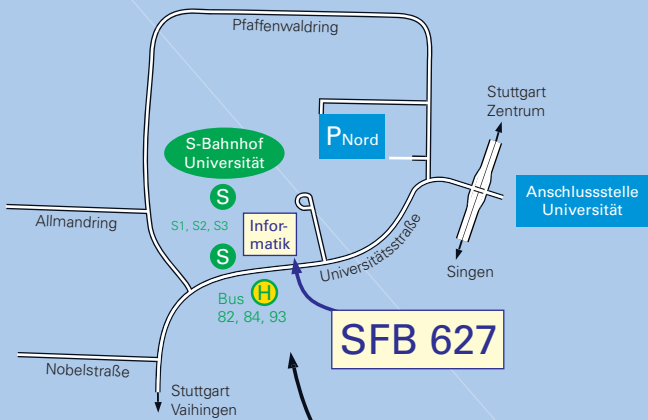 Pfaffenwaldring
Stuttgart
Zentrum
S-Bahnhof
Universität
PNord
Anschlussstelle
Universität
S
Allmandring
S1, S2, S3
Infor-
matik
Universitätsstraße
S
Singen
Bus
H
82, 84, 93
SFB 627
Nobelstraße
Stuttgart
Vaihingen